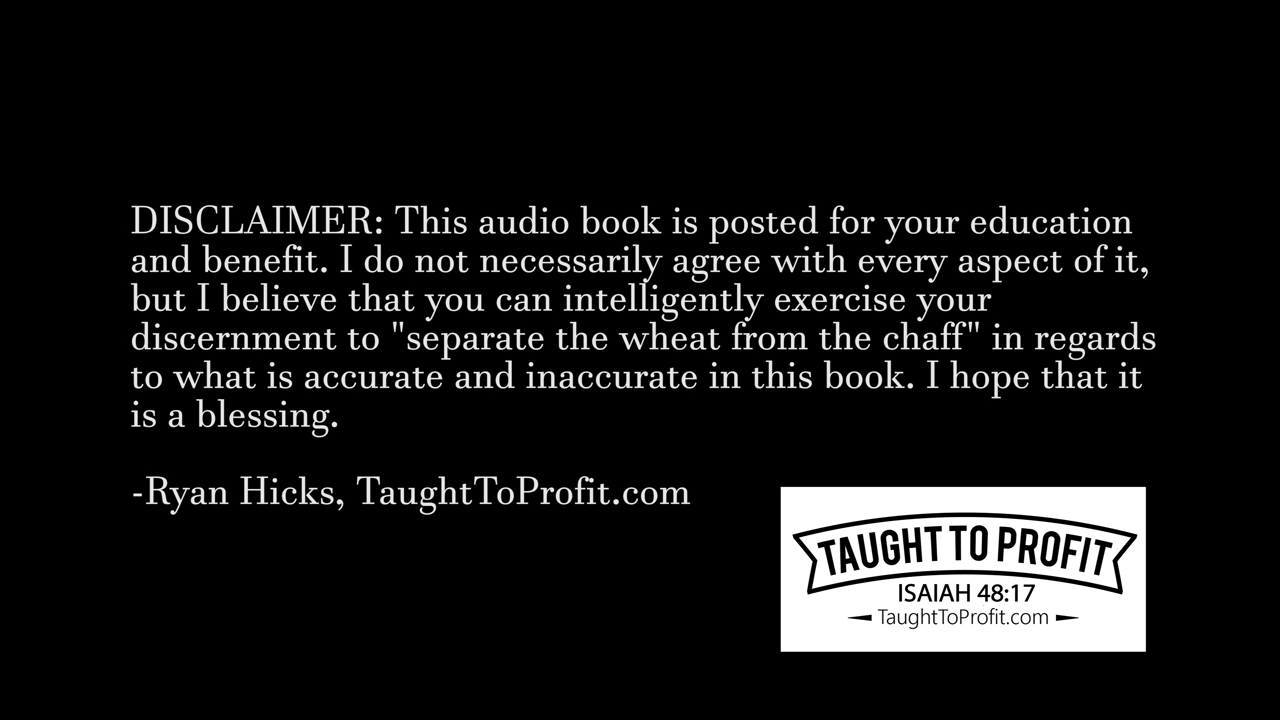 DISCLAIMER: This audio book is posted for your education
and benefit. I do not necessarily agree with every aspect of it,
but I believe that you can intelligently exercise your
discernment to "separate the wheat from the chaff" in regards
to what is accurate and inaccurate in this book. I hope that it
is a blessing.
-Ryan Hicks, TaughtToProfit.com
TAUGHT TO PROFIT
ISAIAH 48:17
TaughtToProfit.com